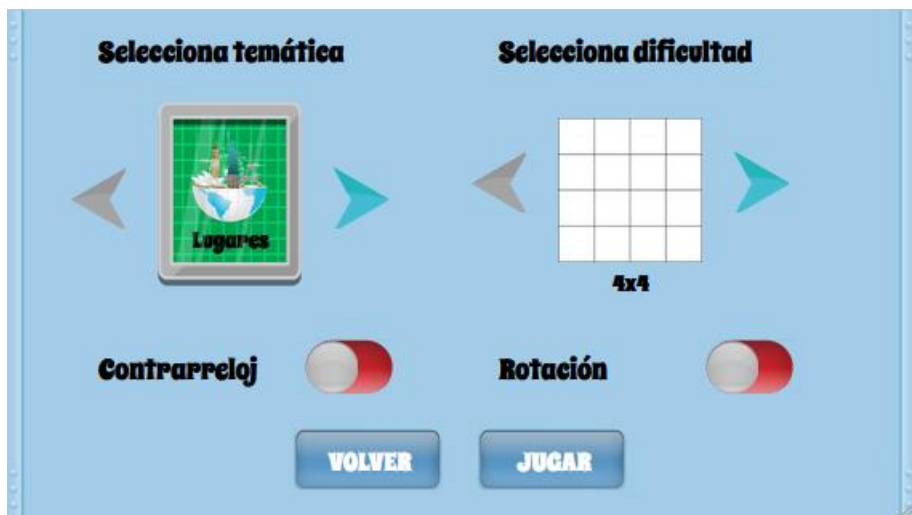 Selecciona temática
Selecciona dificultad
Lugares
4x4
Contrarreloj
Rotación
VOLVER
JUGAR